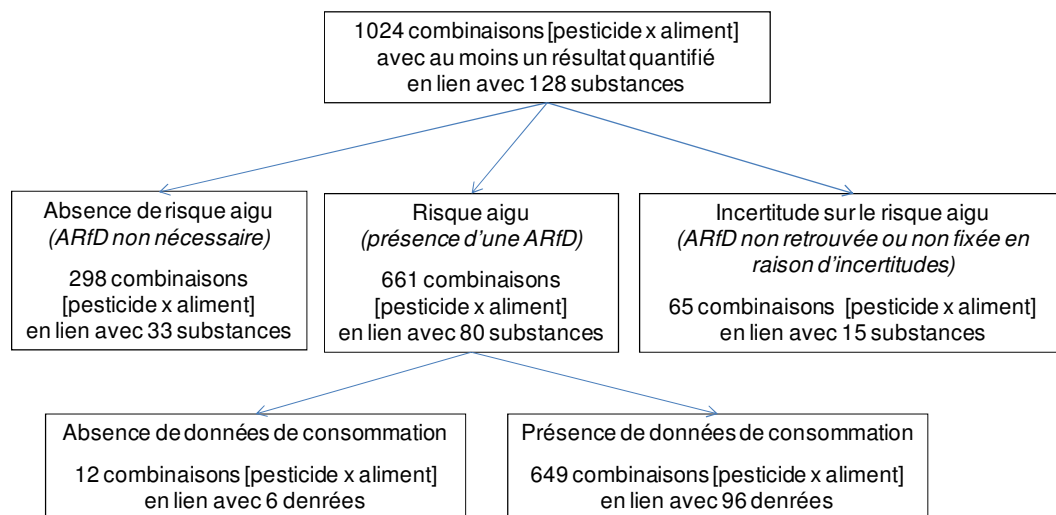 1024 combinaisons [pesticide x aliment]
avec au moins un résultat quantifié
en lien avec 128 substances
Absence de risque aigu
(ARfD non nécessaire)
298 combinaisons
[pesticide x aliment]
en lien avec 33 substances
Risque aigu
(présence d'une ARfD)
661 combinaisons
[pesticide x aliment]
en lien avec 80 substances
Incertitude sur le risque aigu
(ARfD non retrouvée ou non fixée en
raison d'incertitudes)
65 combinaisons [pesticide x aliment]
en lien avec 15 substances
Absence de données de consommation
12 combinaisons [pesticide x aliment]
en lien avec 6 denrées
Présence de données de consommation
649 combinaisons [pesticide x aliment]
en lien avec 96 denrées